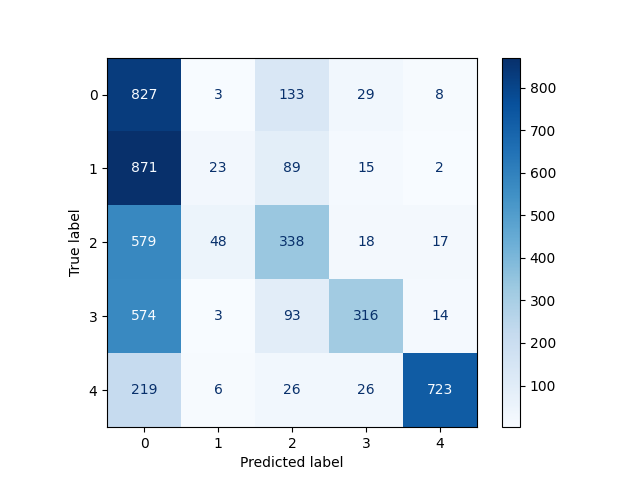 0 827 3 133 29 8
1 871 23 89 15 2
2 579 48 338 18 17
3 574 3 93 316 14
4 219 6 26 26 723
0 1 2 3 4
Predicted label
True label
800
700
600
500
400
300
200
100